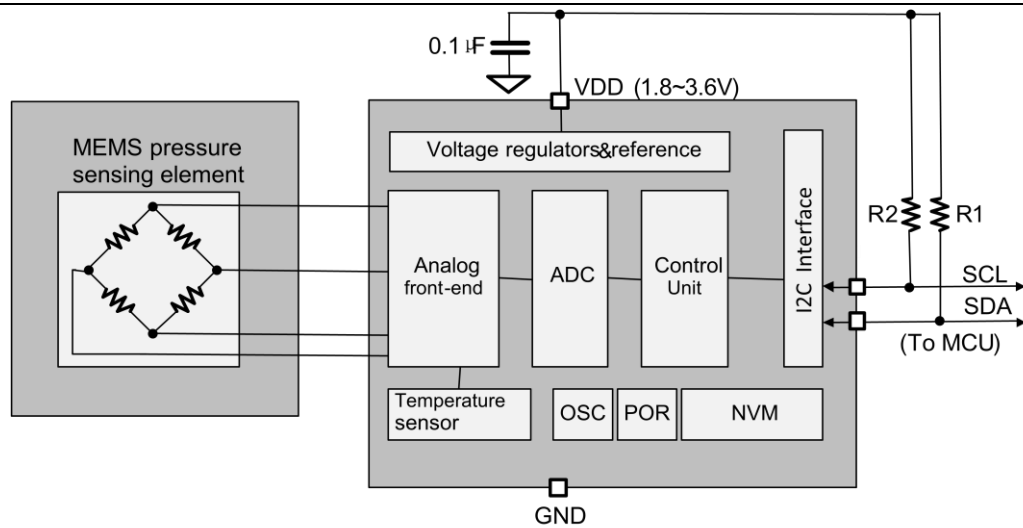 0.1 µF
VDD (1.8~3.6V)
MEMS pressure
sensing element
Voltage regulators&reference
Analog
front-end
ADC
Control
Unit
I2C Interface
R2
R1
SCL
SDA
(To MCU)
Temperature
sensor
OSC
POR
NVM
GND